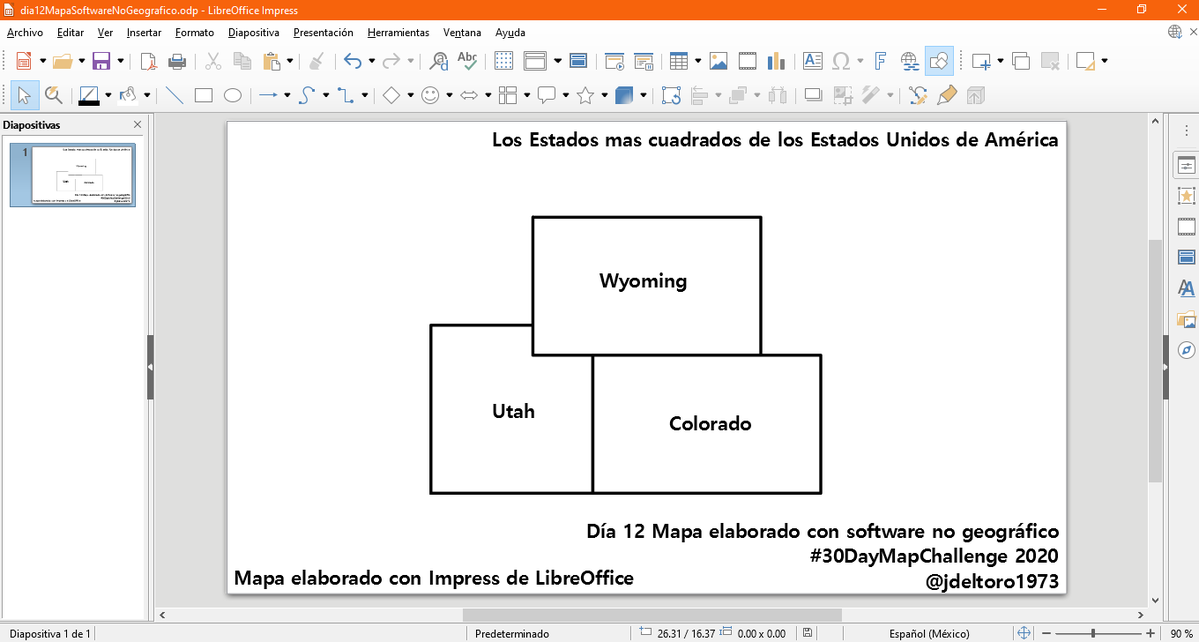 dia12MapaSoftwareNoGeografico.odp - LibreOffice Impress
Archivo Editar Ver Insertar Formato Diapositiva Presentación Herramientas Ventana Ayuda
Diapositivas
1
Los Estados mas cuadrados de los Estados Unidos de América
Wyoming
Utah
Colorado
Día 12 Mapa elaborado con software no geográfico
#30DayMapChallenge 2020
Mapa elaborado con Impress de LibreOffice
@jdeltoro1973
Diapositiva 1 de 1 Predeterminado 26.31 / 16.37 0.00 x 0.00 Español (México) 90 %